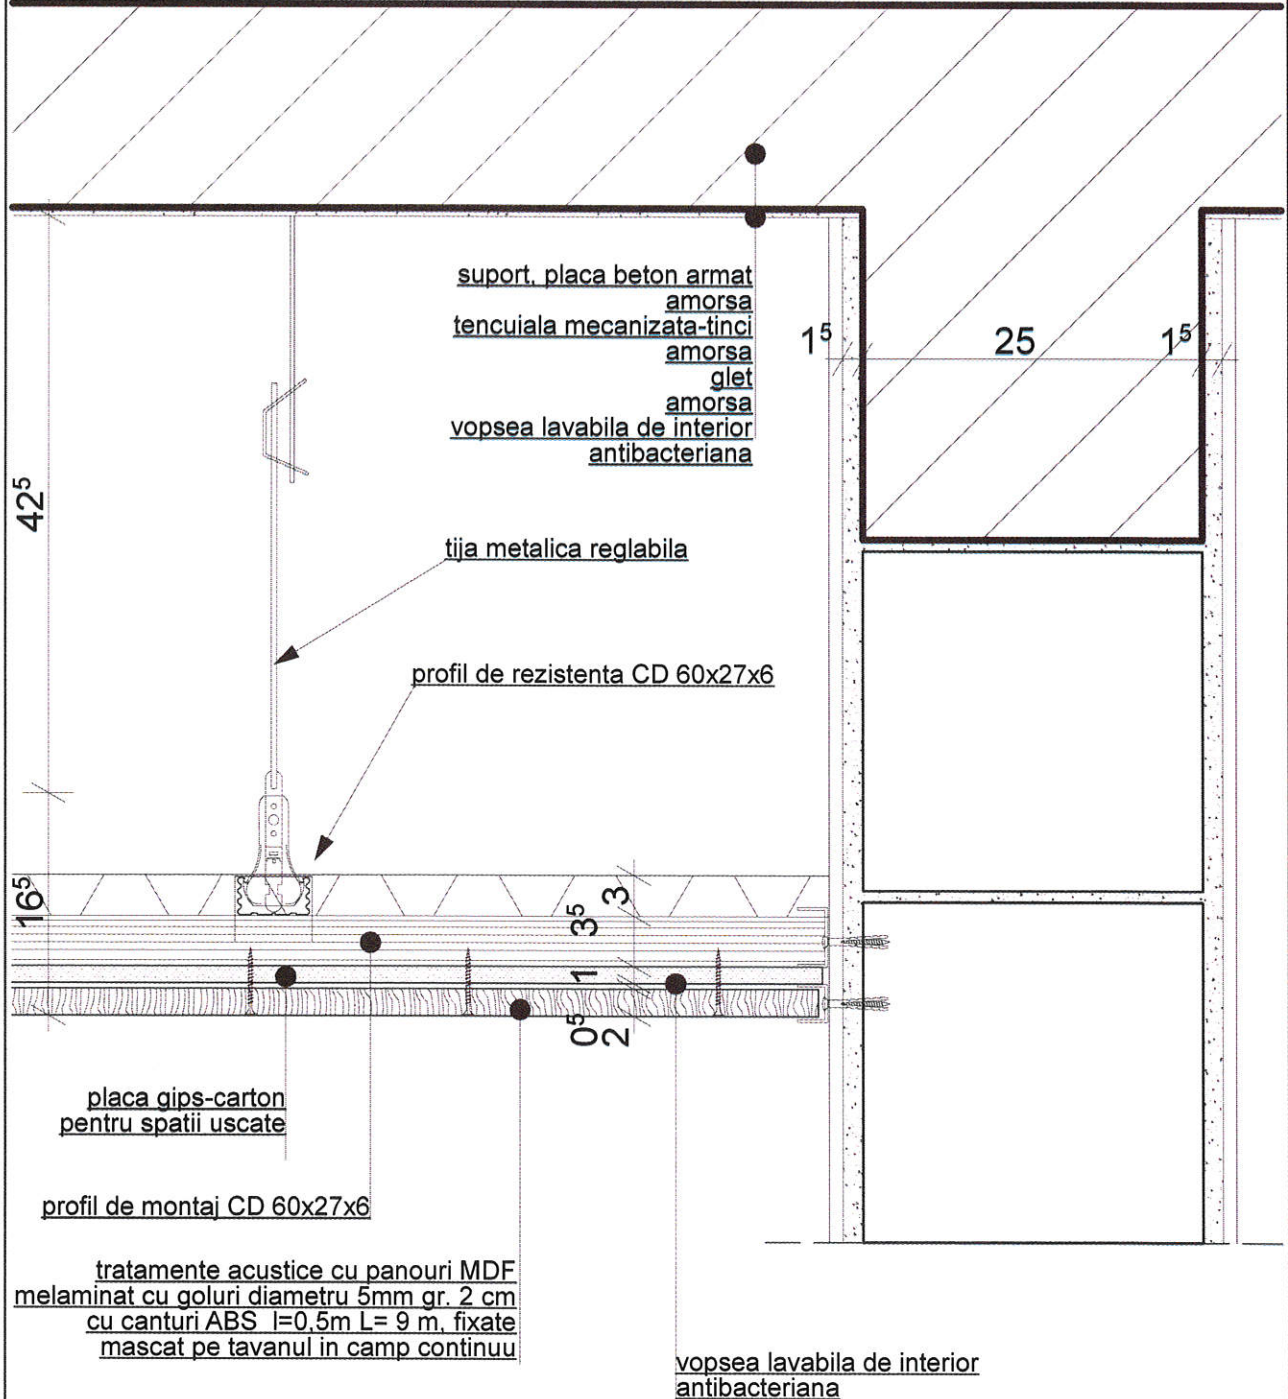 suport, placa beton armat
amorsa
tencuiala mecanizata-tinci
amorsa
glet
amorsa
vopsea lavabila de interior
antibacteriana
1⁵
25
1⁵
42⁵
tija metalica reglabila
profil de rezistenta CD 60x27x6
16⁵
3
3⁵
1
0⁵
2
placa gips-carton
pentru spatii uscate
profil de montaj CD 60x27x6
tratamente acustice cu panouri MDF
melaminat cu goluri diametru 5mm gr. 2 cm
cu canturi ABS l=0,5m L= 9 m, fixate
mascat pe tavanul in camp continuu
vopsea lavabila de interior
antibacteriana